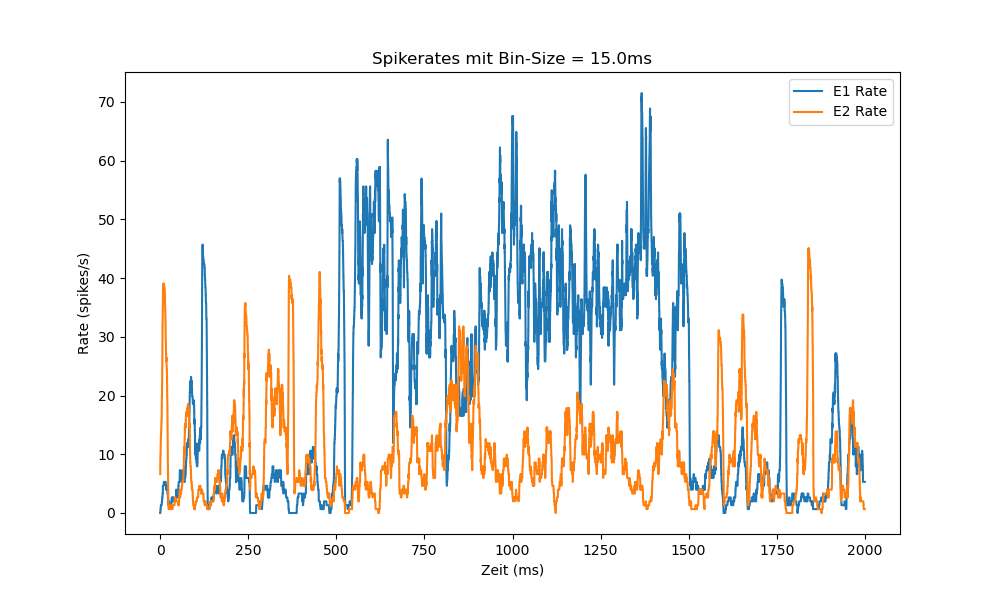 Spikerates mit Bin-Size = 15.0ms
E1 Rate
E2 Rate
Rate (spikes/s)
70
60
50
40
30
20
10
0
0 250 500 750 1000 1250 1500 1750 2000
Zeit (ms)